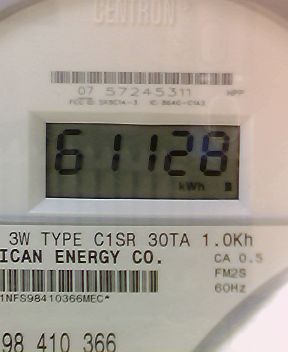 CENTRON
07 57245311 HPP
61128
kWh
3W TYPE C1SR 30TA 1.0Kh
ICAN ENERGY CO. CA 0.5
FM2S
60Hz
1NFS98410366MEC*
98 410 366